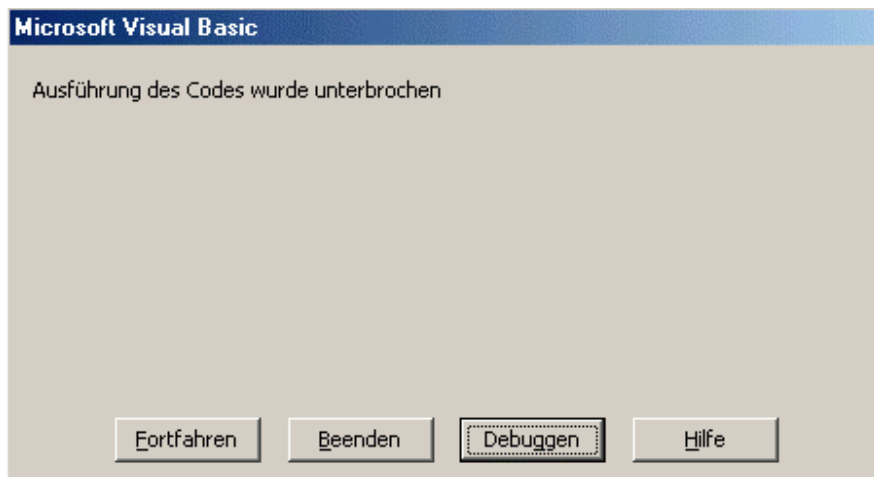 Microsoft Visual Basic
Ausführung des Codes wurde unterbrochen
Fortfahren Beenden Debuggen Hilfe